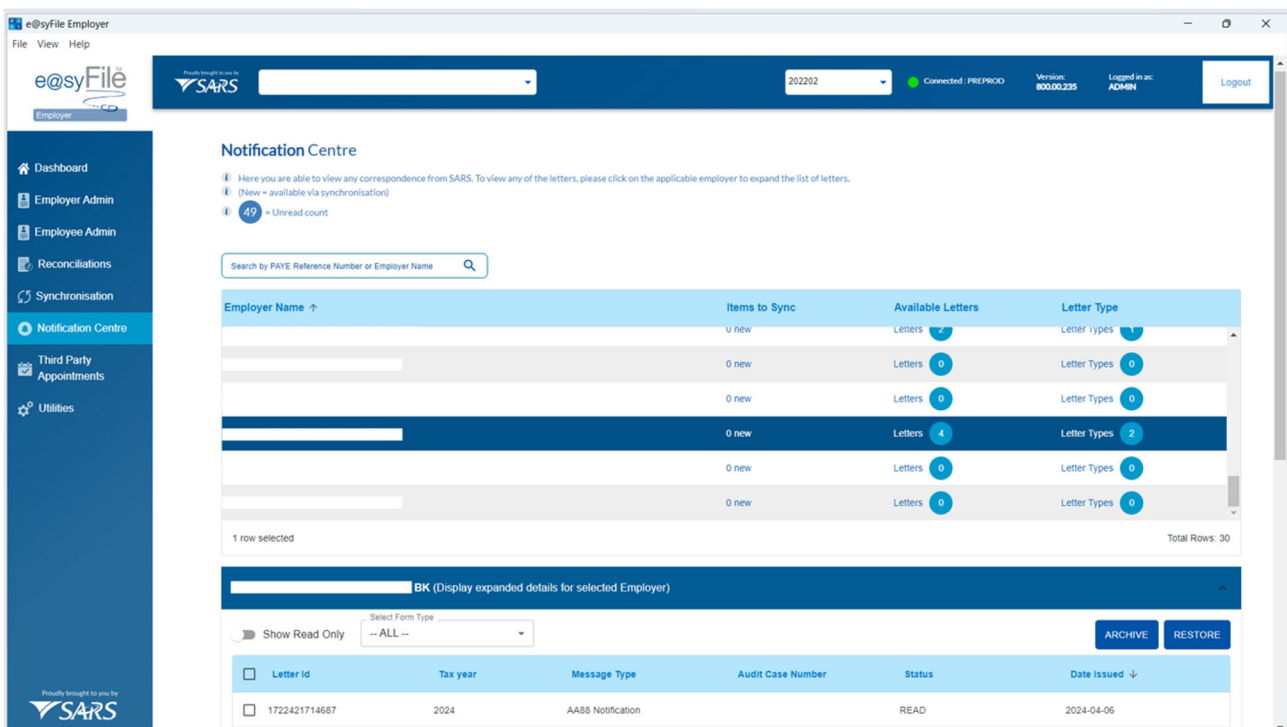 e@syFile Employer
File View Help
e@syFile™
Employer
Proudly brought to you by
SARS
202202
Connected : PREPROD
Version:
800.00.235
Logged in as:
ADMIN
Logout
Dashboard
Employer Admin
Employee Admin
Reconciliations
Synchronisation
Notification Centre
Third Party
Appointments
Utilities
Proudly brought to you by
SARS
Notification Centre
Here you are able to view any correspondence from SARS. To view any of the letters, please click on the applicable employer to expand the list of letters.
(New = available via synchronisation)
49 = Unread count
Search by PAYE Reference Number or Employer Name
Employer Name Items to Sync Available Letters Letter Type
0 new Letters 2 Letter Types 1
0 new Letters 0 Letter Types 0
0 new Letters 0 Letter Types 0
0 new Letters 4 Letter Types 2
0 new Letters 0 Letter Types 0
0 new Letters 0 Letter Types 0
1 row selected Total Rows: 30
BK (Display expanded details for selected Employer)
Show Read Only
Select Form Type
-- ALL --
ARCHIVE RESTORE
Letter Id Tax year Message Type Audit Case Number Status Date Issued
1722421714687 2024 AA88 Notification READ 2024-04-06